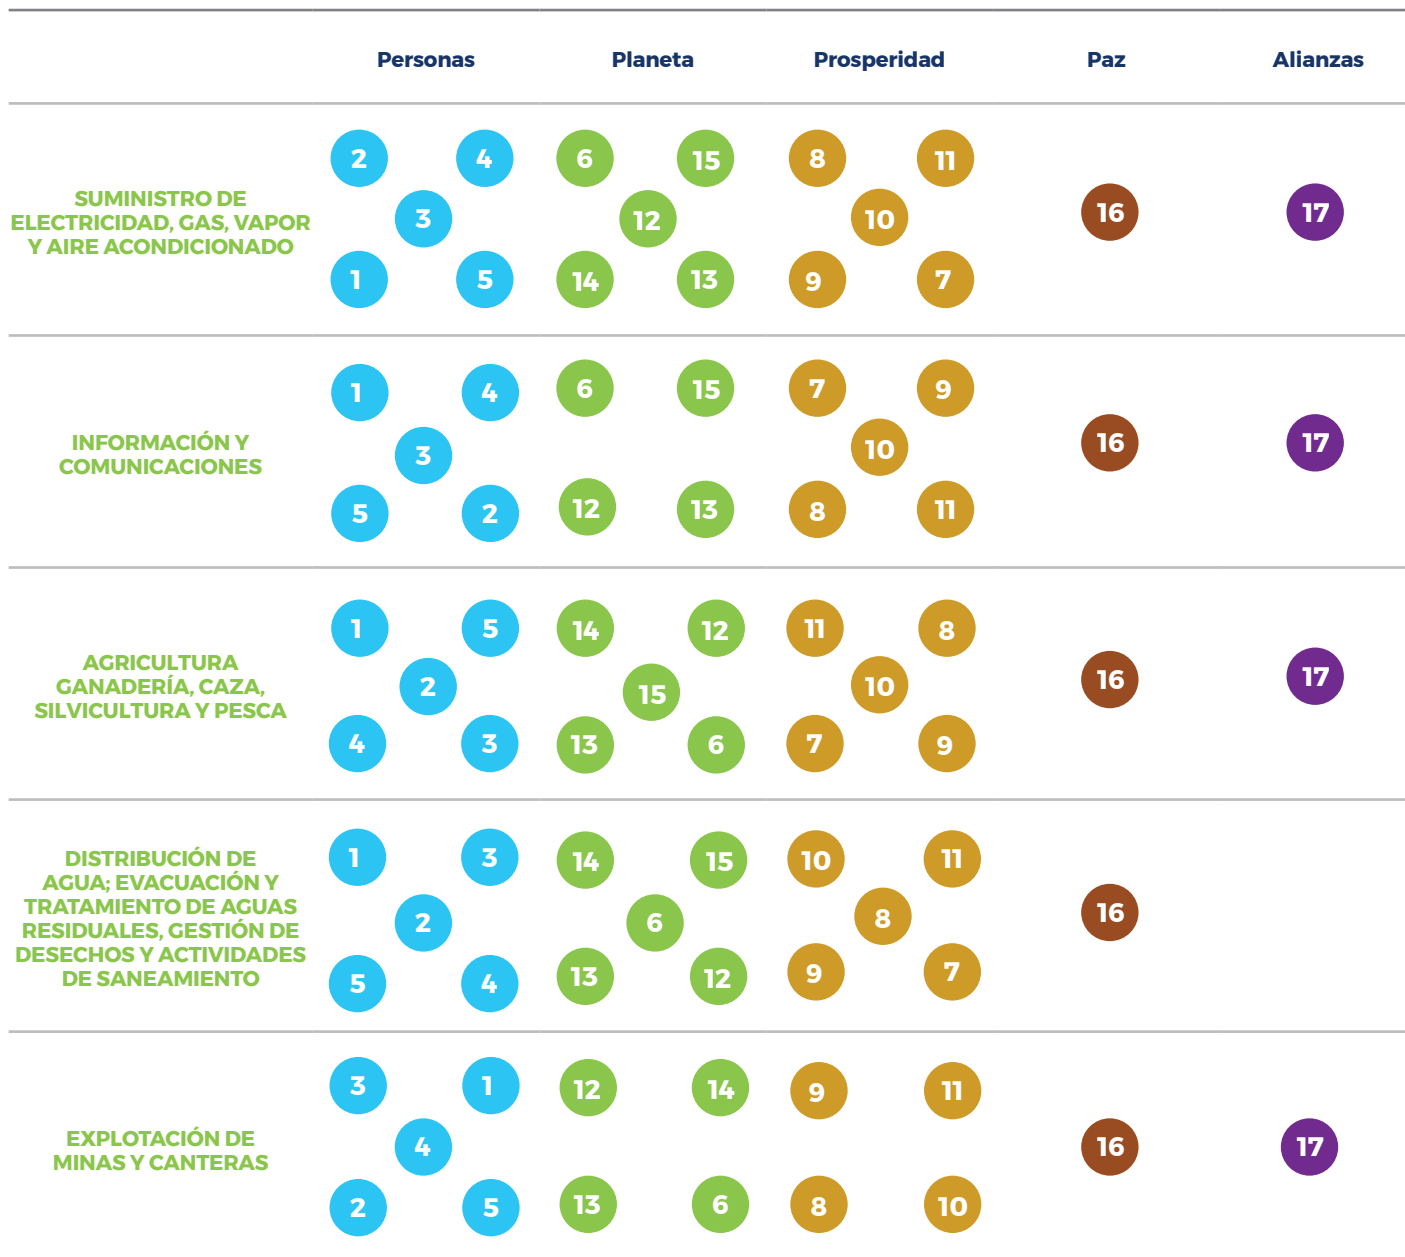 Personas Planeta Prosperidad Paz Alianzas
SUMINISTRO DE
ELECTRICIDAD, GAS, VAPOR
Y AIRE ACONDICIONADO
2 4 6 15 8 11
3 12 10 16 17
1 5 14 13 9 7
INFORMACIÓN Y
COMUNICACIONES
1 4 6 15 7 9
3 10 16 17
5 2 12 13 8 11
AGRICULTURA
GANADERÍA, CAZA,
SILVICULTURA Y PESCA
1 5 14 12 11 8
2 15 10 16 17
4 3 13 6 7 9
DISTRIBUCIÓN DE
AGUA; EVACUACIÓN Y
TRATAMIENTO DE AGUAS
RESIDUALES, GESTIÓN DE
DESECHOS Y ACTIVIDADES
DE SANEAMIENTO
1 3 14 15 10 11
2 6 8 16
5 4 13 12 9 7
EXPLOTACIÓN DE
MINAS Y CANTERAS
3 1 12 14 9 11
4 16 17
2 5 13 6 8 10